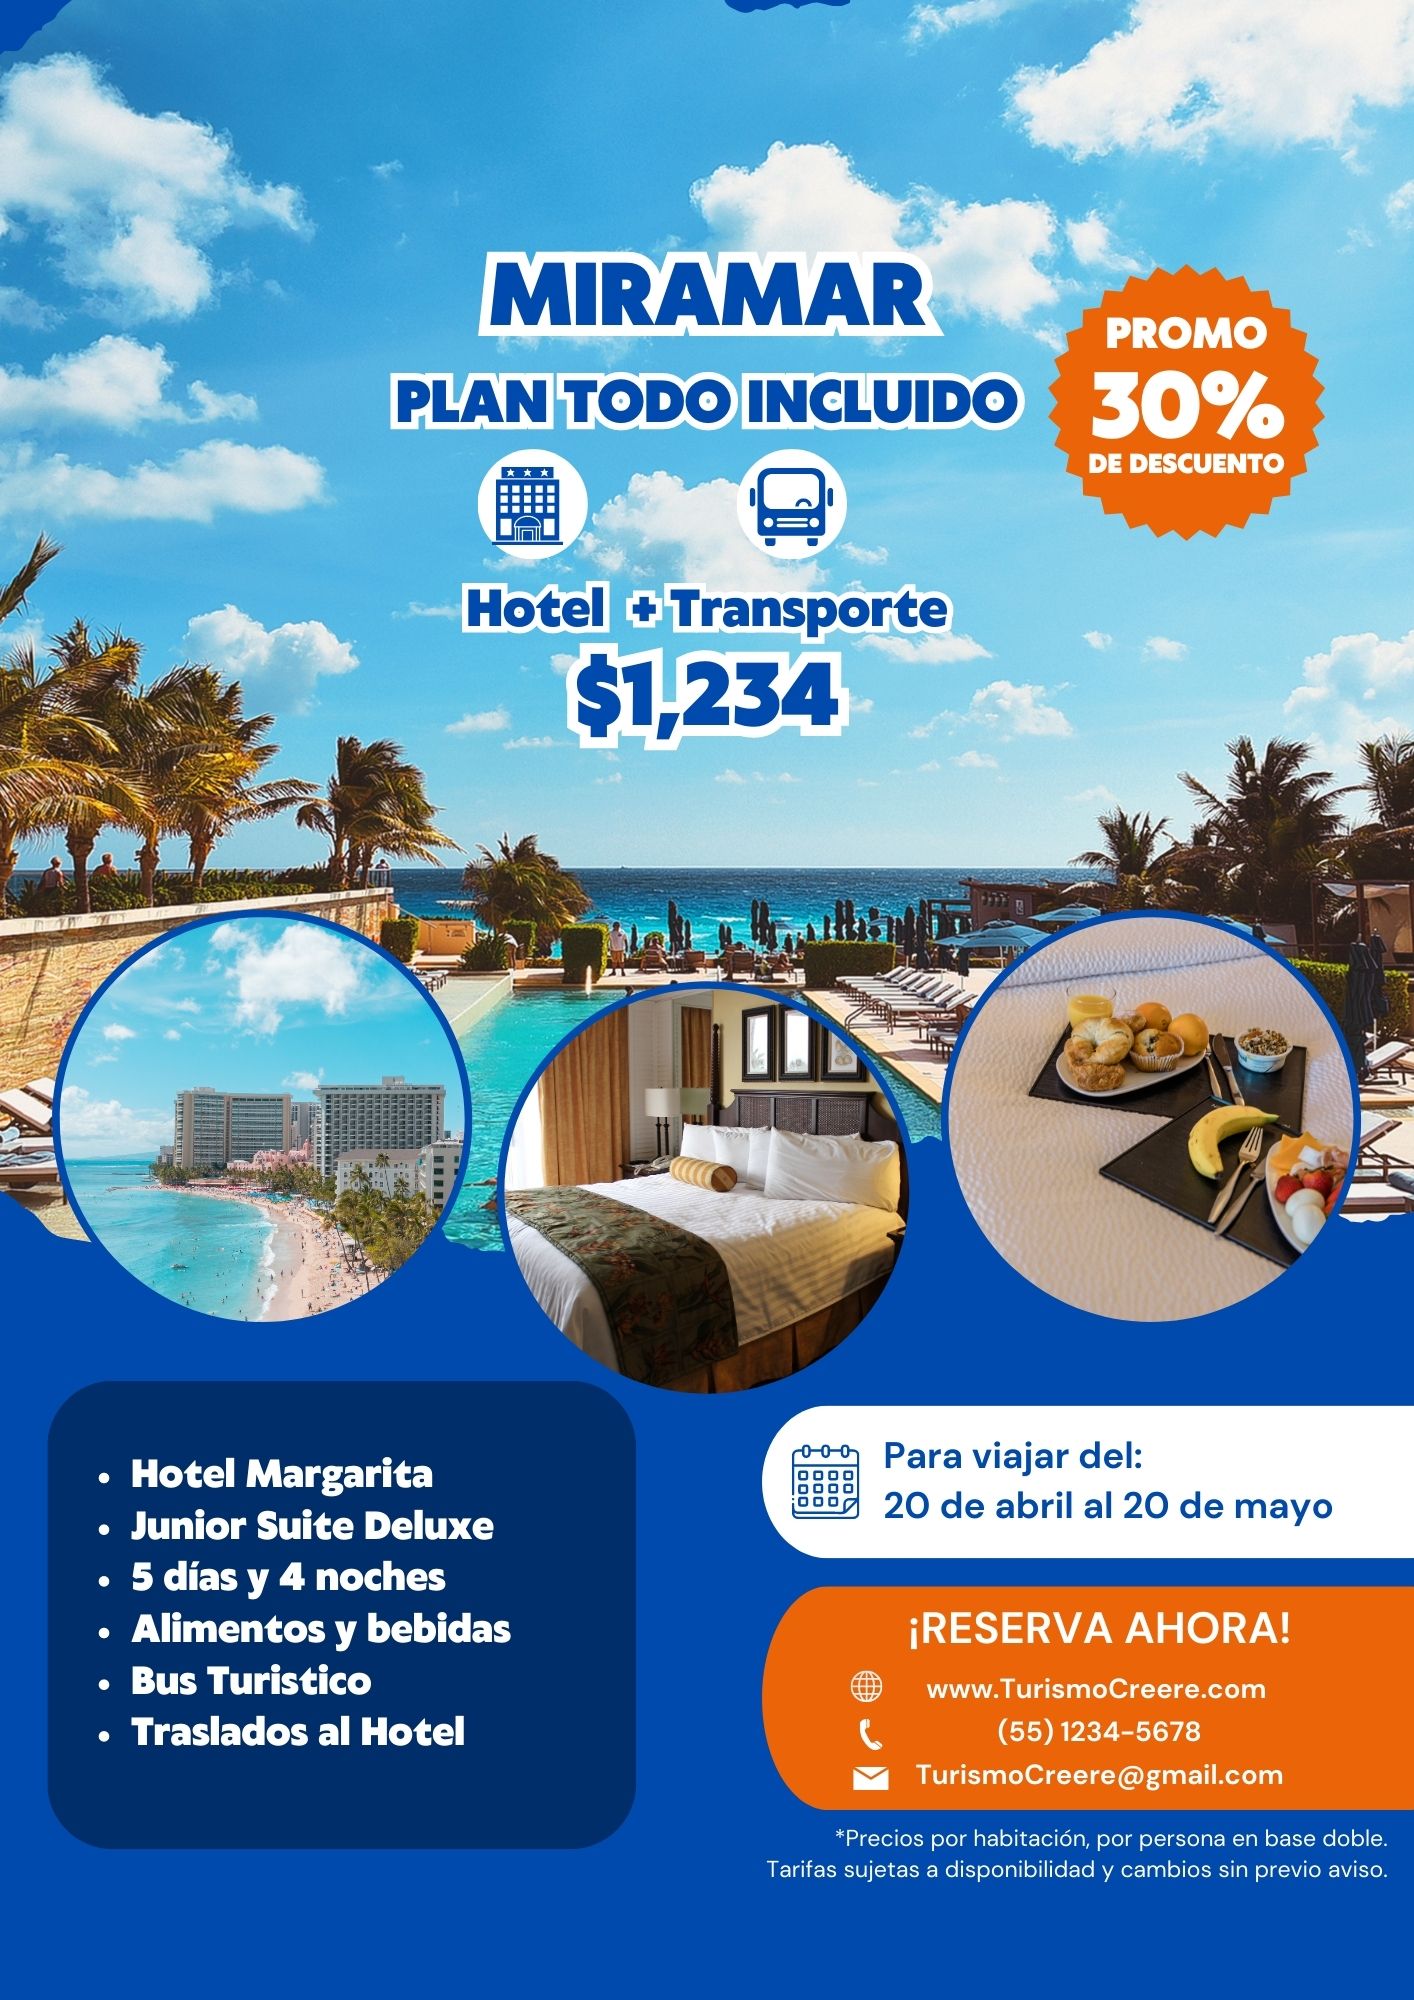 MIRAMAR
PLAN TODO INCLUIDO
PROMO
30%
DE DESCUENTO
Hotel + Transporte
$1,234
• Hotel Margarita
• Junior Suite Deluxe
• 5 días y 4 noches
• Alimentos y bebidas
• Bus Turistico
• Traslados al Hotel
Para viajar del:
20 de abril al 20 de mayo
¡RESERVA AHORA!
www.TurismoCreere.com
(55) 1234-5678
TurismoCreere@gmail.com
*Precios por habitación, por persona en base doble.
Tarifas sujetas a disponibilidad y cambios sin previo aviso.